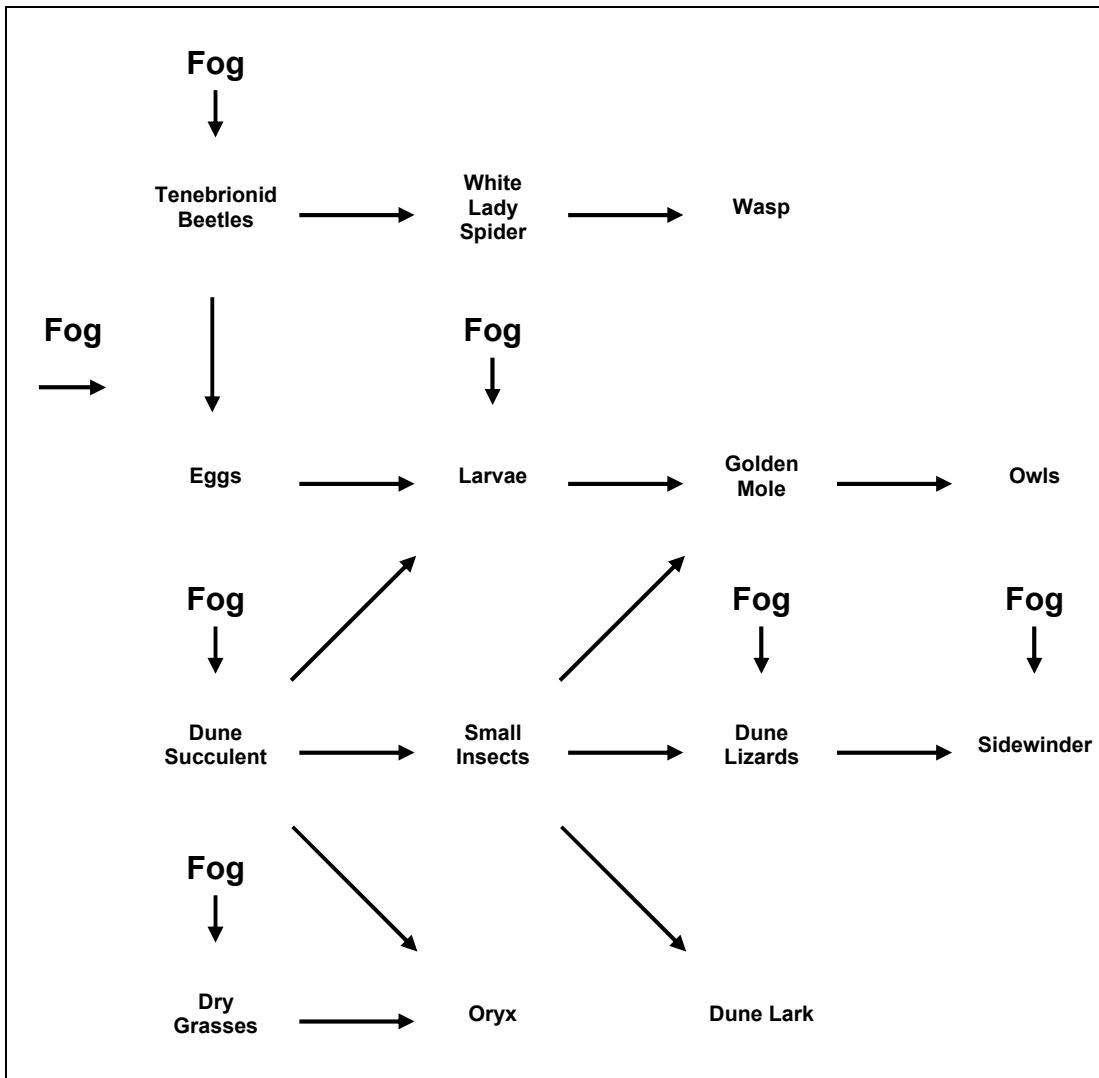 Fog
Tenebrionid
Beetles
White
Lady
Spider
Wasp
Fog
Fog
Eggs
Larvae
Golden
Mole
Owls
Fog
Fog
Fog
Dune
Succulent
Small
Insects
Dune
Lizards
Sidewinder
Fog
Dry
Grasses
Oryx
Dune Lark